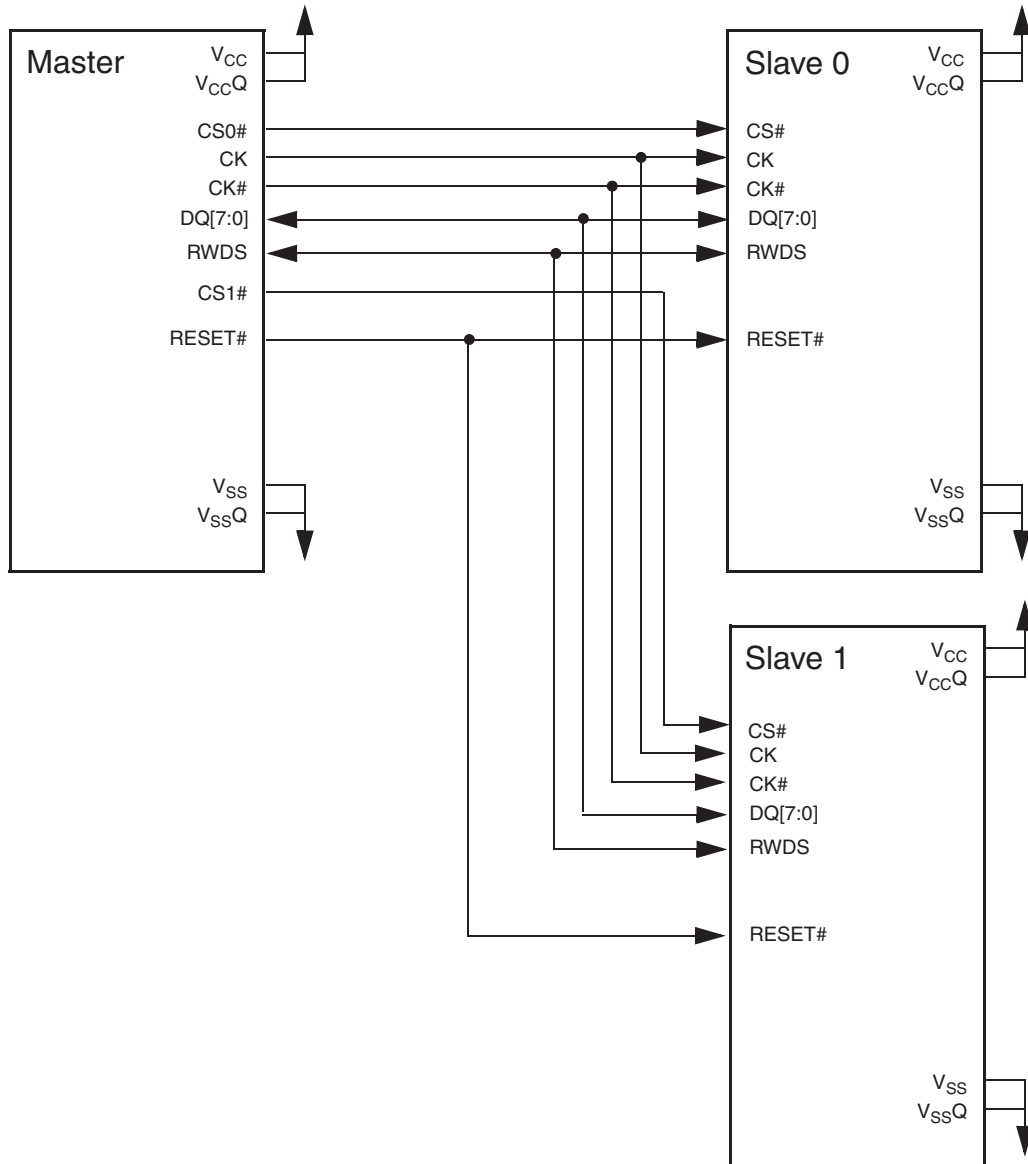 Master
VCC
VCCQ
CS0#
CK
CK#
DQ[7:0]
RWDS
CS1#
RESET#
VSS
VSSQ
Slave 0
VCC
VCCQ
CS#
CK
CK#
DQ[7:0]
RWDS
RESET#
VSS
VSSQ
Slave 1
VCC
VCCQ
CS#
CK
CK#
DQ[7:0]
RWDS
RESET#
VSS
VSSQ